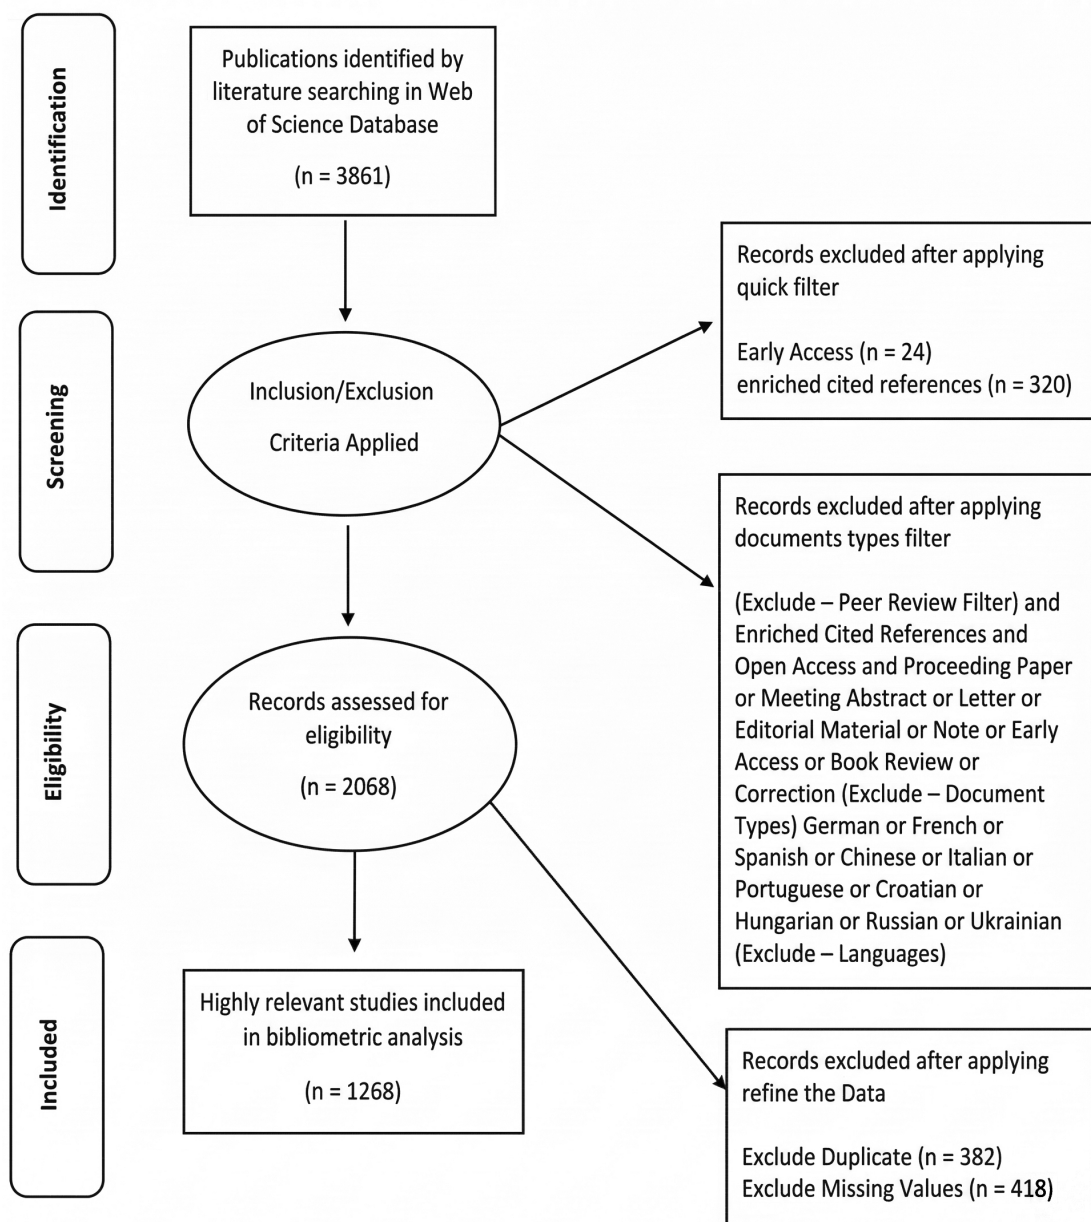 Identification
Publications identified by
literature searching in Web
of Science Database
(n = 3861)
Records excluded after applying
quick filter
Early Access (n = 24)
enriched cited references (n = 320)
Screening
Inclusion/Exclusion
Criteria Applied
Records excluded after applying
documents types filter
(Exclude – Peer Review Filter) and
Enriched Cited References and
Open Access and Proceeding Paper
or Meeting Abstract or Letter or
Editorial Material or Note or Early
Access or Book Review or
Correction (Exclude – Document
Types) German or French or
Spanish or Chinese or Italian or
Portuguese or Croatian or
Hungarian or Russian or Ukrainian
(Exclude – Languages)
Eligibility
Records assessed for
eligibility
(n = 2068)
Included
Highly relevant studies included
in bibliometric analysis
(n = 1268)
Records excluded after applying
refine the Data
Exclude Duplicate (n = 382)
Exclude Missing Values (n = 418)